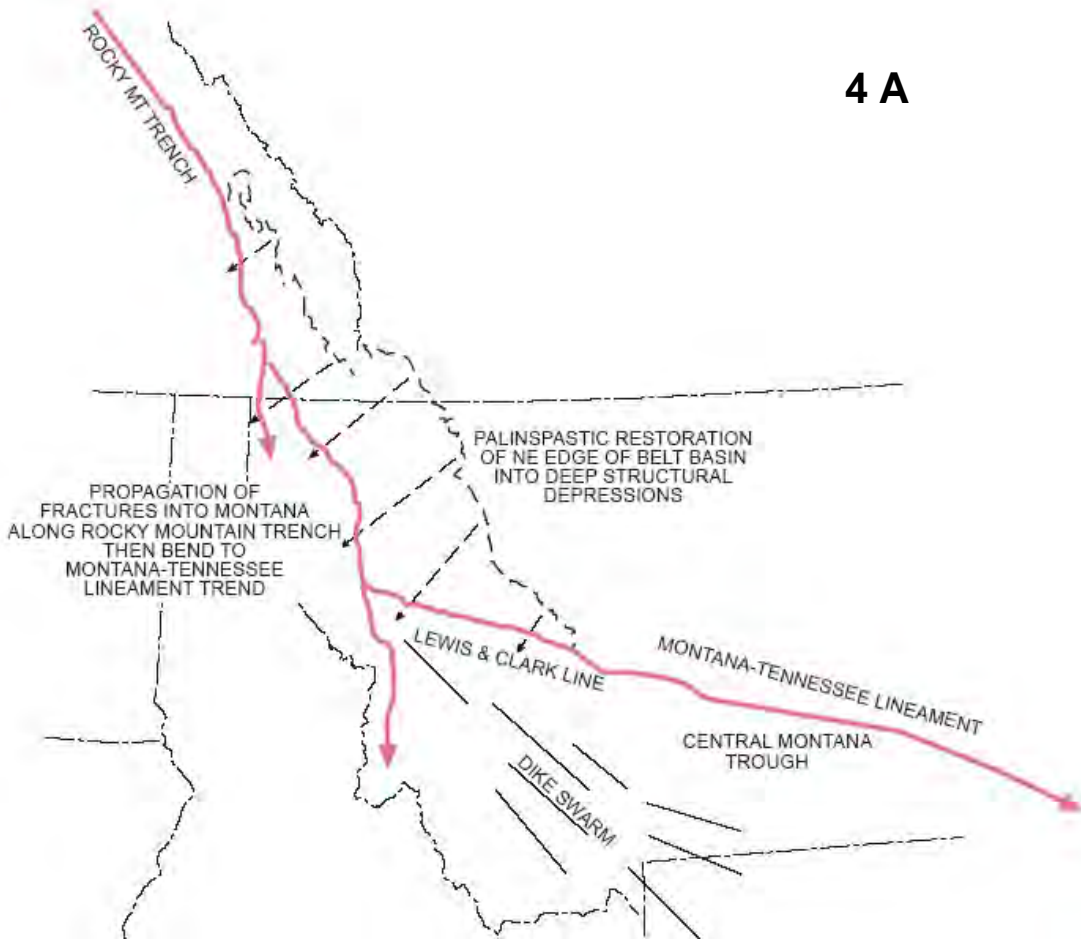 4 A
ROCKY MT TRENCH
PALINSPASTIC RESTORATION
OF NE EDGE OF BELT BASIN
INTO DEEP STRUCTURAL
DEPRESSIONS
PROPAGATION OF
FRACTURES INTO MONTANA
ALONG ROCKY MOUNTAIN TRENCH
THEN BEND TO
MONTANA-TENNESSEE
LINEAMENT TREND
LEWIS & CLARK LINE
MONTANA-TENNESSEE LINEAMENT
CENTRAL MONTANA
TROUGH
DIKE SWARM